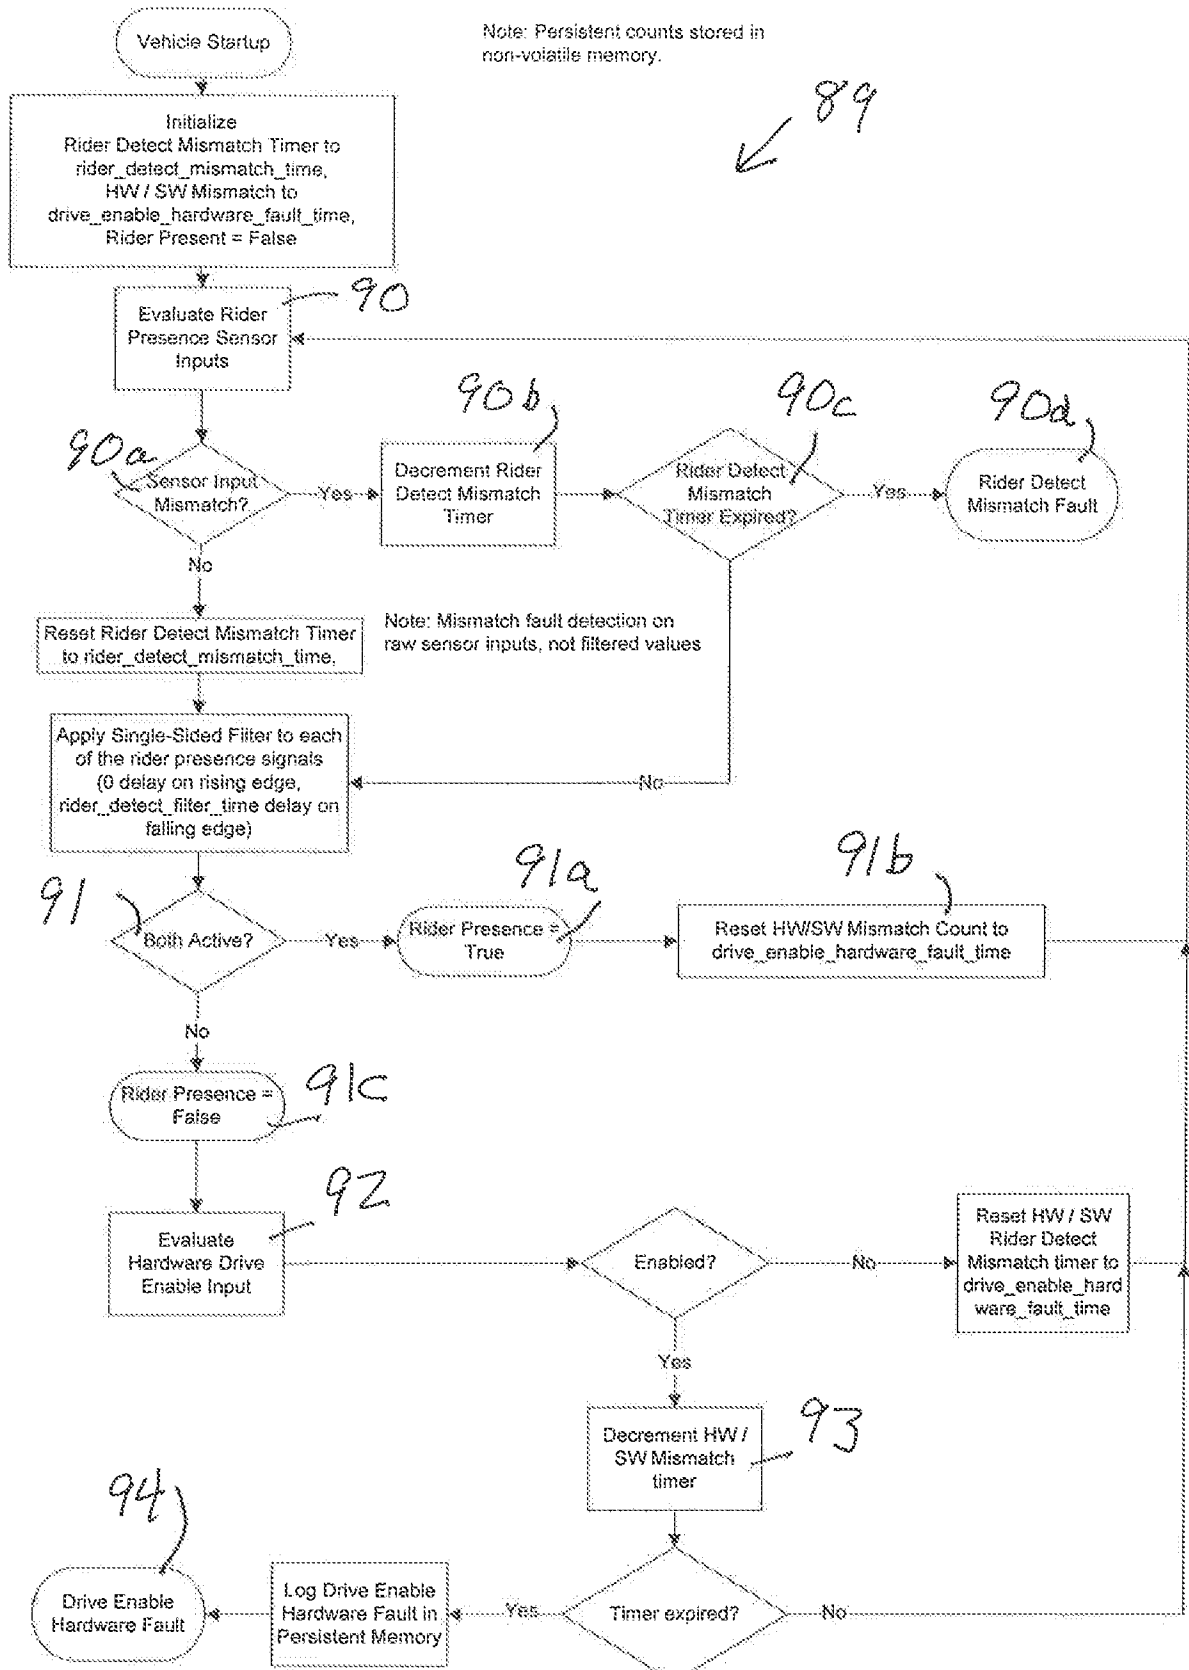 Vehicle Startup
Note: Persistent counts stored in
non-volatile memory.
89
Initialize
Rider Detect Mismatch Timer to
rider_detect_mismatch_time,
HW / SW Mismatch to
drive_enable_hardware_fault_time,
Rider Present = False
90
Evaluate Rider
Presence Sensor
Inputs
90a
Sensor Input
Mismatch?
Yes
No
90b
Decrement Rider
Detect Mismatch
Timer
90c
Rider Detect
Mismatch
Timer Expired?
Yes
90d
Rider Detect
Mismatch Fault
Reset Rider Detect Mismatch Timer
to rider_detect_mismatch_time,
Note: Mismatch fault detection on
raw sensor inputs, not filtered values
Apply Single-Sided Filter to each
of the rider presence signals
(0 delay on rising edge,
rider_detect_filter_time delay on
falling edge)
No
91
Both Active?
Yes
91a
Rider Presence =
True
91b
Reset HW/SW Mismatch Count to
drive_enable_hardware_fault_time
No
Rider Presence =
False
91c
92
Evaluate
Hardware Drive
Enable Input
Enabled?
No
Reset HW / SW
Rider Detect
Mismatch timer to
drive_enable_hard
ware_fault_time
Yes
Decrement HW /
SW Mismatch
timer
93
94
Drive Enable
Hardware Fault
Log Drive Enable
Hardware Fault in
Persistent Memory
Yes
Timer expired?
No